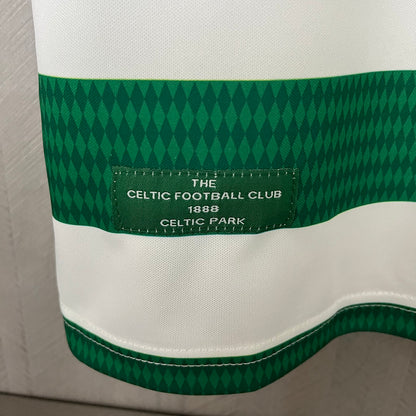 THE
CELTIC FOOTBALL CLUB
1888
CELTIC PARK